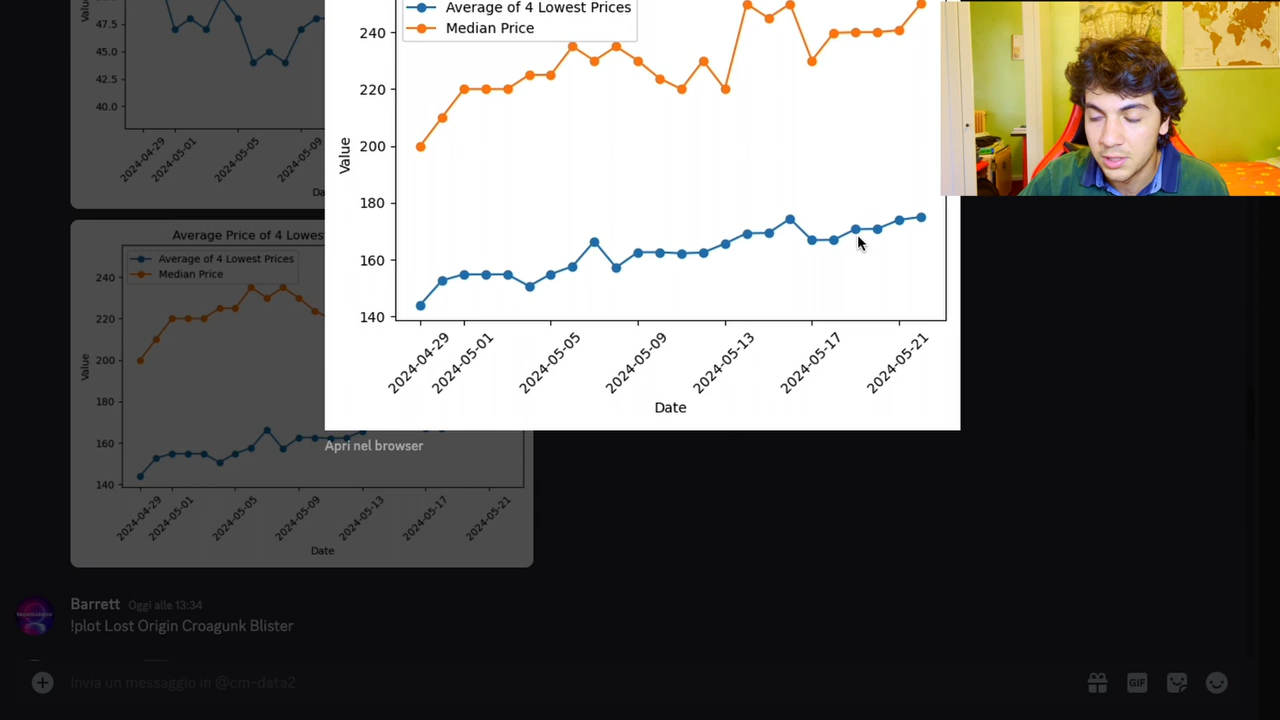 47.5
45.0
42.5
40.0
2024-04-29
2024-05-01
2024-05-05
2024-05-09
Average Price of 4 Lowes
Average of 4 Lowest Prices
Median Price
240
220
200
180
160
140
Value
2024-04-29
2024-05-01
2024-05-05
2024-05-09
2024-05-13
2024-05-17
2024-05-21
Date
Average of 4 Lowest Prices
Median Price
240
220
200
180
160
140
Value
2024-04-29
2024-05-01
2024-05-05
2024-05-09
2024-05-13
2024-05-17
2024-05-21
Date
Apri nel browser
Barrett Oggi alle 13:34
!plot Lost Origin Croagunk Blister
Invia un messaggio in @cm-data2
GIF